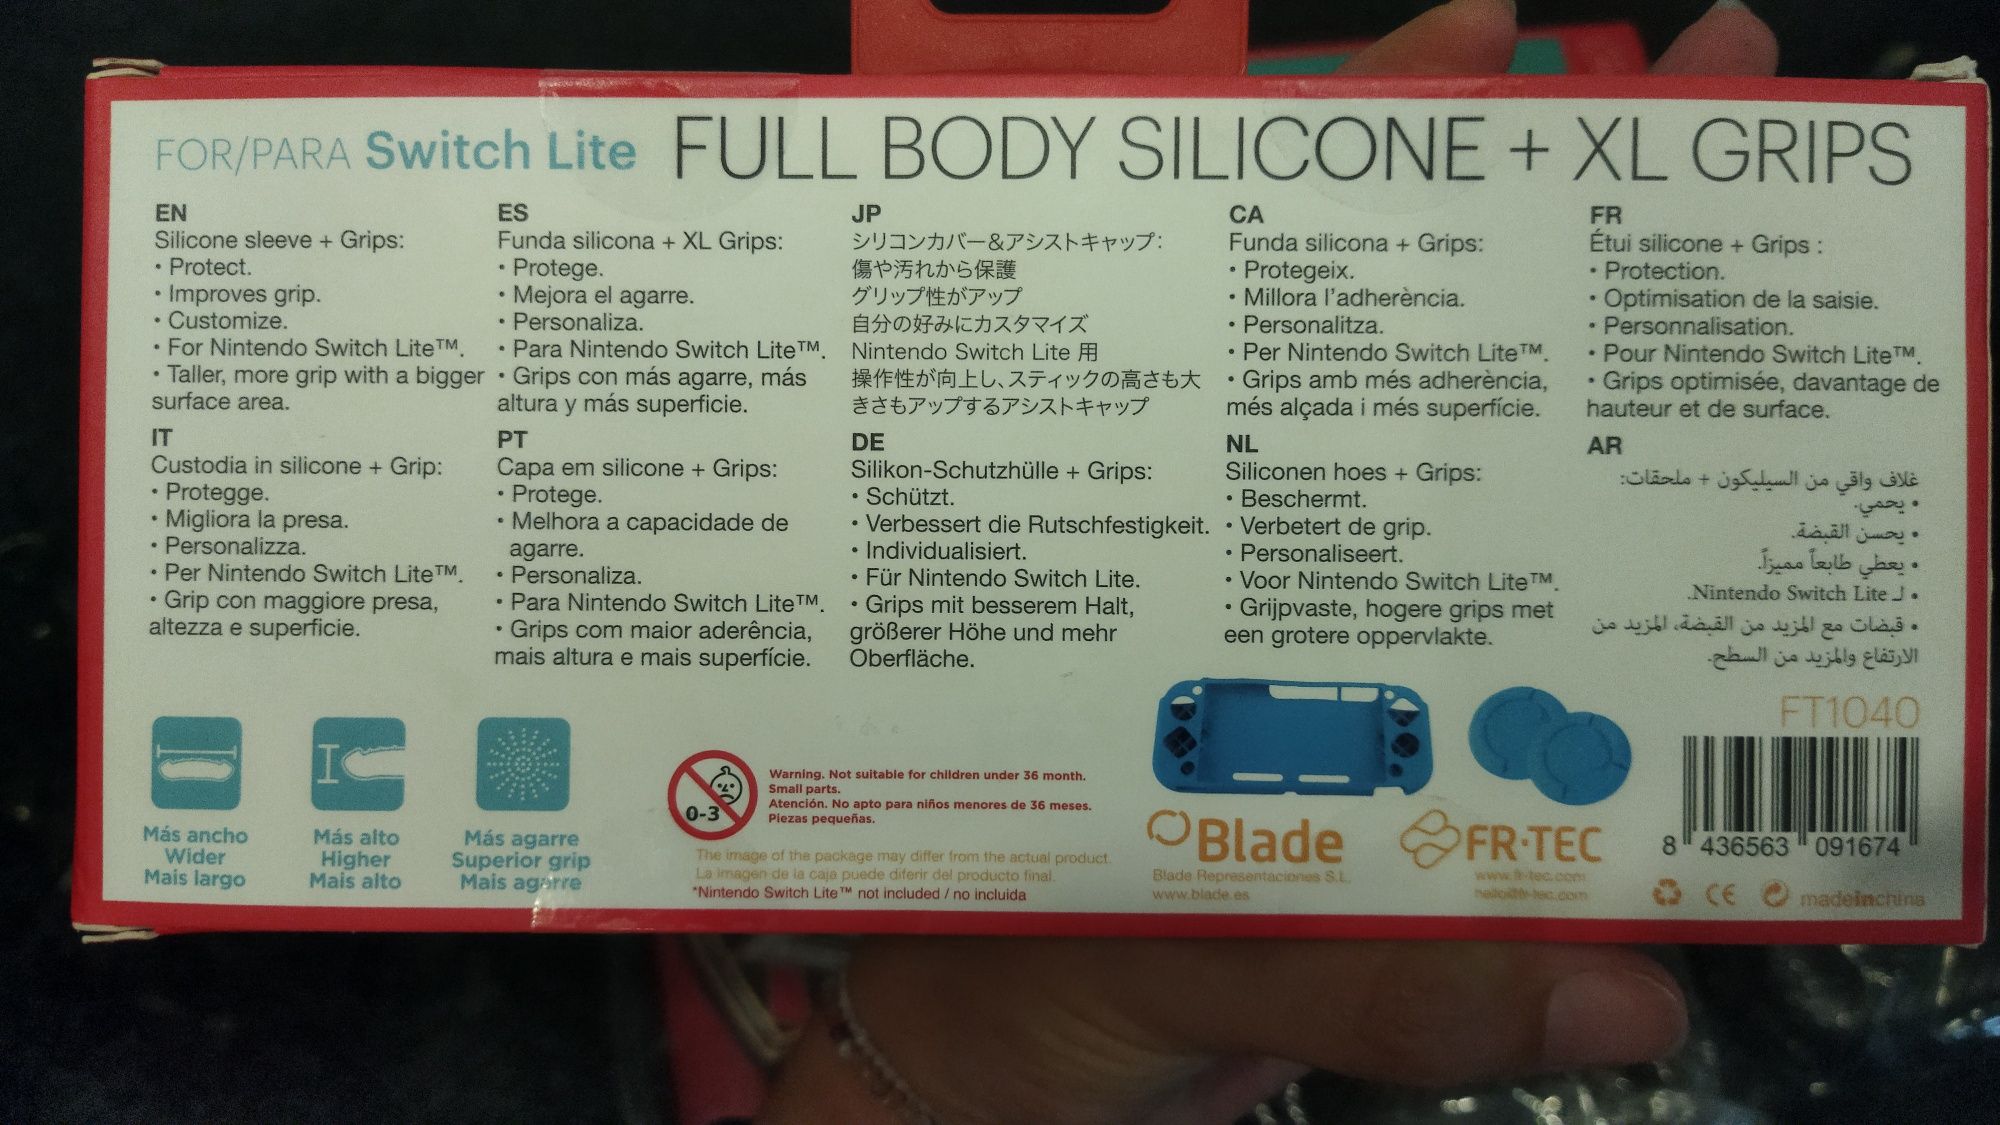 FOR/PARA Switch Lite FULL BODY SILICONE + XL GRIPS
EN
Silicone sleeve + Grips:
• Protect.
• Improves grip.
• Customize.
• For Nintendo Switch Lite™.
• Taller, more grip with a bigger
surface area.
ES
Funda silicona + XL Grips:
• Protege.
• Mejora el agarre.
• Personaliza.
• Para Nintendo Switch Lite™.
• Grips con más agarre, más
altura y más superficie.
JP
シリコンカバー&アシストキャップ:
傷や汚れから保護
グリップ性がアップ
自分の好みにカスタマイズ
Nintendo Switch Lite 用
操作性が向上し、スティックの高さも大
きさもアップするアシストキャップ
CA
Funda silicona + Grips:
• Protegeix.
• Millora l'adherència.
• Personalitza.
• Per Nintendo Switch Lite™.
• Grips amb més adherència,
més alçada i més superfície.
FR
Étui silicone + Grips :
• Protection.
• Optimisation de la saisie.
• Personnalisation.
• Pour Nintendo Switch Lite™.
• Grips optimisée, davantage de
hauteur et de surface.
IT
Custodia in silicone + Grip:
• Protegge.
• Migliora la presa.
• Personalizza.
• Per Nintendo Switch Lite™.
• Grip con maggiore presa,
altezza e superficie.
PT
Capa em silicone + Grips:
• Protege.
• Melhora a capacidade de
agarre.
• Personaliza.
• Para Nintendo Switch Lite™.
• Grips com maior aderência,
mais altura e mais superfície.
DE
Silikon-Schutzhülle + Grips:
• Schützt.
• Verbessert die Rutschfestigkeit.
• Individualisiert.
• Für Nintendo Switch Lite.
• Grips mit besserem Halt,
größerer Höhe und mehr
Oberfläche.
NL
Siliconen hoes + Grips:
• Beschermt.
• Verbetert de grip.
• Personaliseert.
• Voor Nintendo Switch Lite™.
• Grijpvaste, hogere grips met
een grotere oppervlakte.
AR
غلاف واقي من السيليكون + ملحقات:
• يحمي.
• يحسن القبضة.
• يعطي طابعاً مميزاً.
• لـ Nintendo Switch Lite.
• قبضات مع المزيد من القبضة، المزيد من
الارتفاع والمزيد من السطح.
Más ancho
Wider
Mais largo
Más alto
Higher
Mais alto
Más agarre
Superior grip
Mais agarre
0-3
Warning. Not suitable for children under 36 month.
Small parts.
Atención. No apto para niños menores de 36 meses.
Piezas pequeñas.
The image of the package may differ from the actual product.
La imagen de la caja puede diferir del producto final.
*Nintendo Switch Lite™ not included / no incluida
Blade
Blade Representaciones S.L.
www.blade.es
FR·TEC
www.fr-tec.com
hello@fr-tec.com
FT1040
8 436563 091674
CE
madeinchina